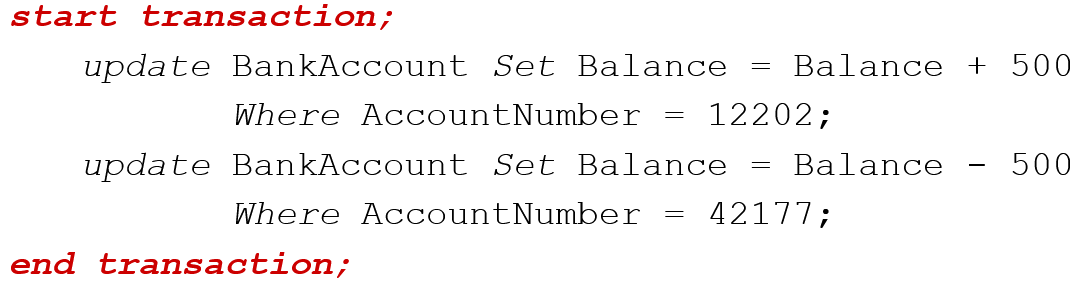 start transaction;
update BankAccount Set Balance = Balance + 500
Where AccountNumber = 12202;
update BankAccount Set Balance = Balance - 500
Where AccountNumber = 42177;
end transaction;